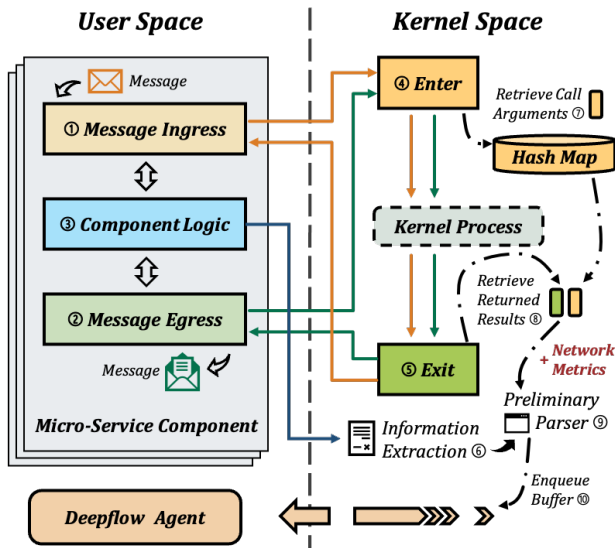 User Space
Kernel Space
Message
① Message Ingress
③ Component Logic
② Message Egress
Message
Micro-Service Component
④ Enter
Retrieve Call
Arguments ⑦
Hash Map
Kernel Process
Retrieve
Returned
Results ⑧
⑤ Exit
+ Network
Metrics
Preliminary
Parser ⑨
Information
Extraction ⑥
Enqueue
Buffer ⑩
Deepflow Agent